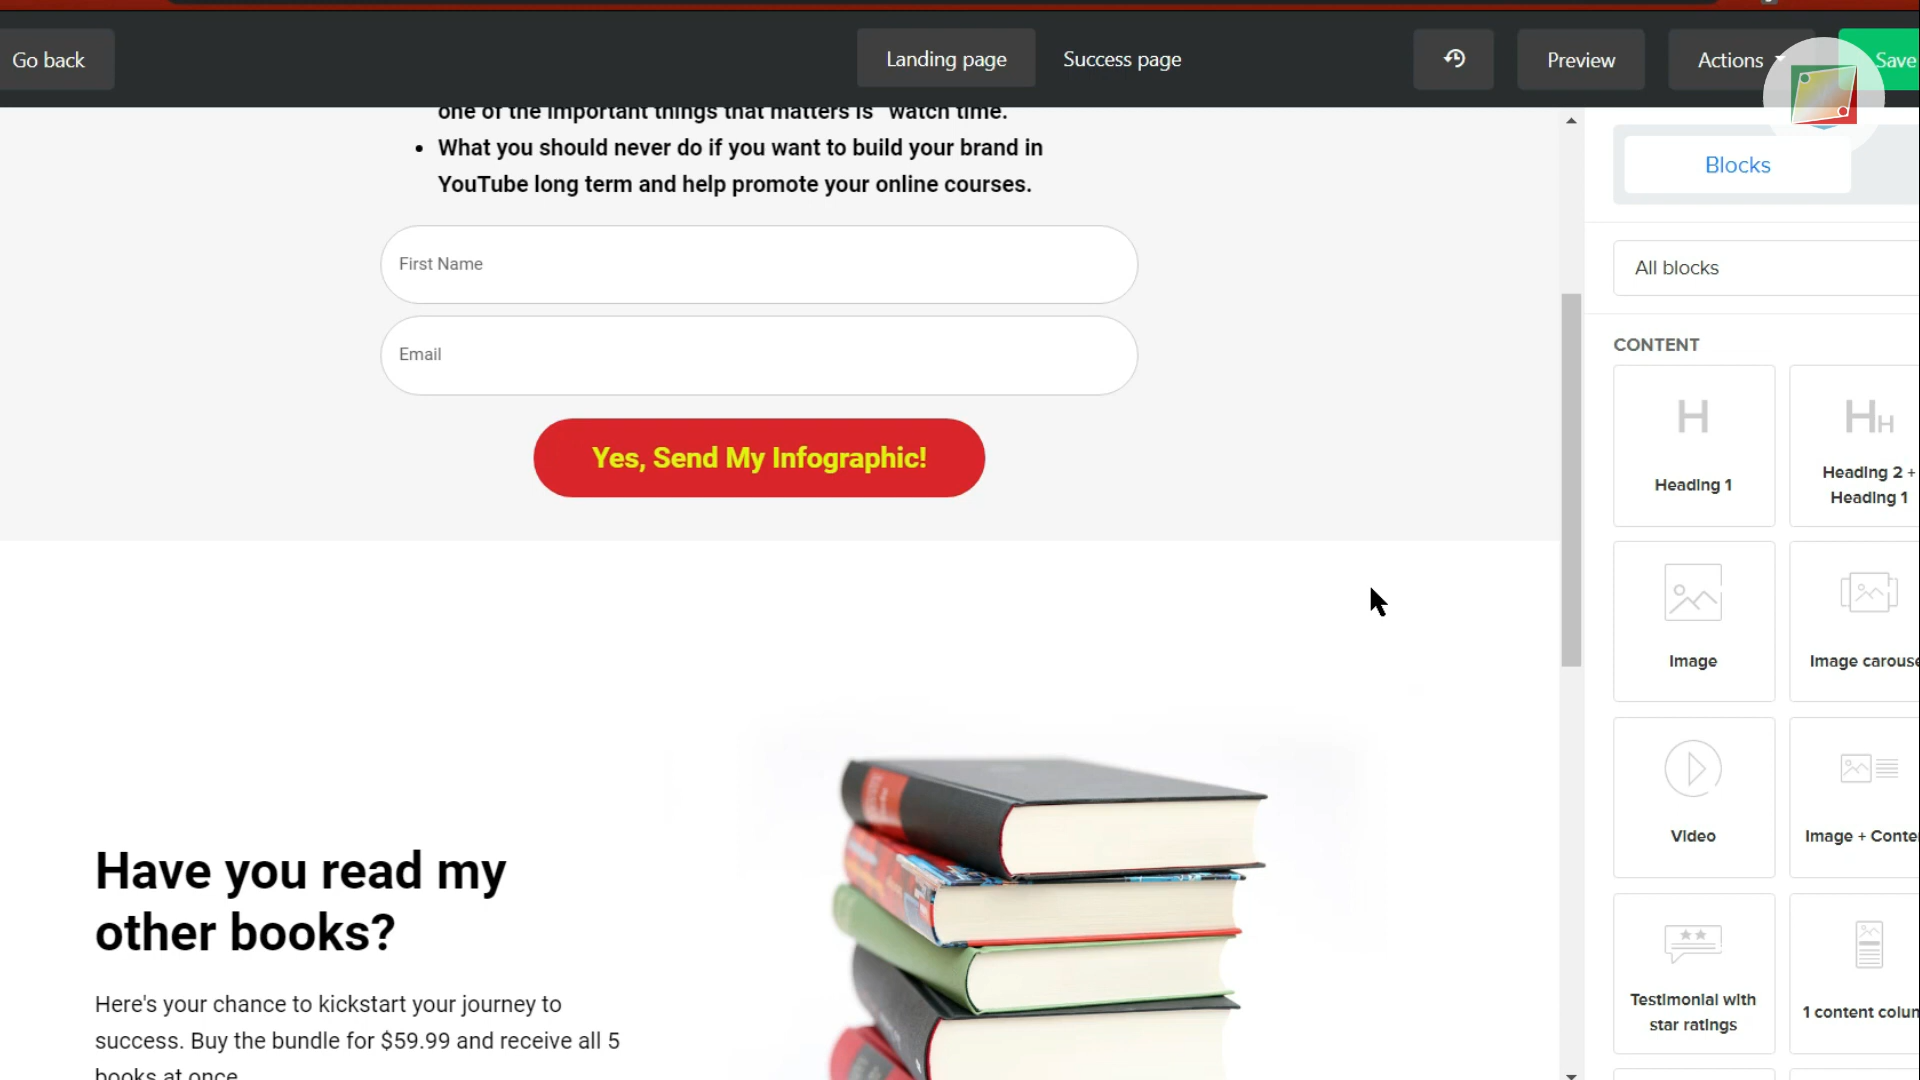 Go back
Landing page
Success page
Preview
Actions
Save
one of the important things that matters is "watch time.
• What you should never do if you want to build your brand in
YouTube long term and help promote your online courses.
First Name
Email
Yes, Send My Infographic!
Have you read my
other books?
Here's your chance to kickstart your journey to
success. Buy the bundle for $59.99 and receive all 5
books at once
Blocks
All blocks
CONTENT
Heading 1
Heading 2 +
Heading 1
Image
Image carouse
Video
Image + Conte
Testimonial with
star ratings
1 content colum